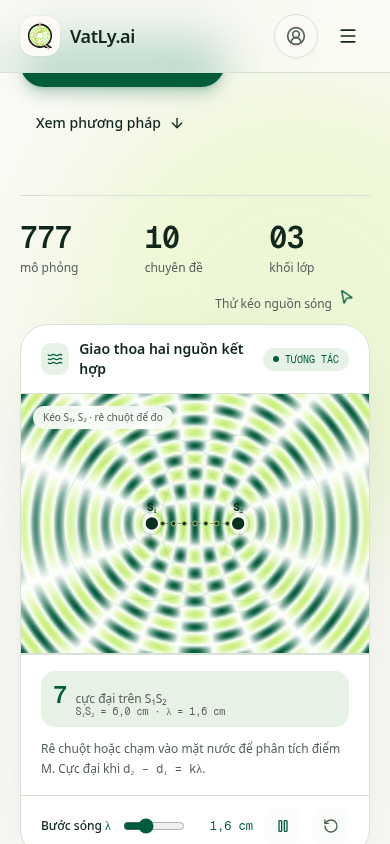 VatLy.ai
Xem phương pháp ↓
777 10 03
mô phỏng chuyên đề khối lớp
Thử kéo nguồn sóng
Giao thoa hai nguồn kết
hợp
TƯƠNG TÁC
Kéo S₁, S₂ · rê chuột để đo
S₁ S₂
7 cực đại trên S₁S₂
S₁S₂ = 6,0 cm · λ = 1,6 cm
Rê chuột hoặc chạm vào mặt nước để phân tích điểm
M. Cực đại khi d₂ − d₁ = kλ.
Bước sóng λ 1,6 cm